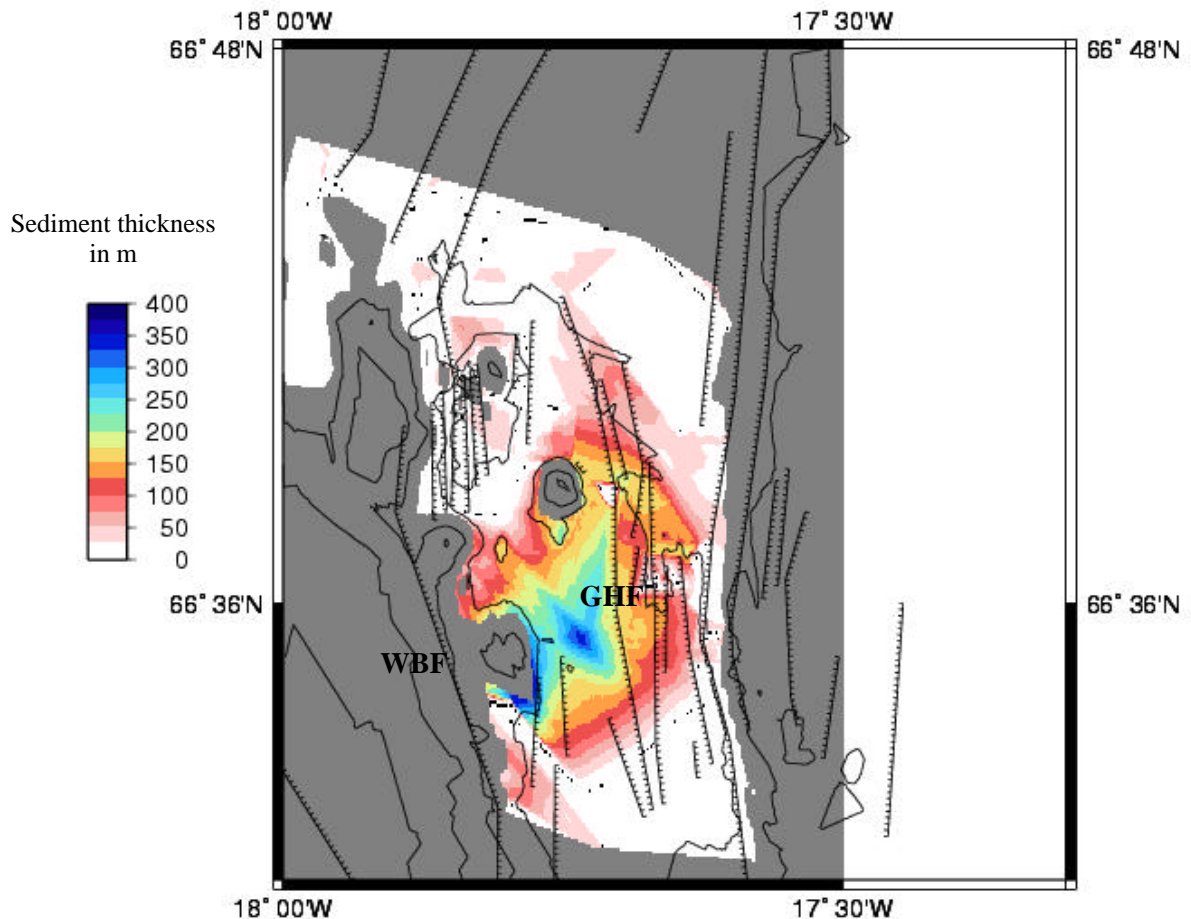 18° 00'W 17° 30'W
66° 48'N 66° 48'N
Sediment thickness
in m
400
350
300
250
200
150
100
50
0
GHF
66° 36'N 66° 36'N
WBF
18° 00'W 17° 30'W